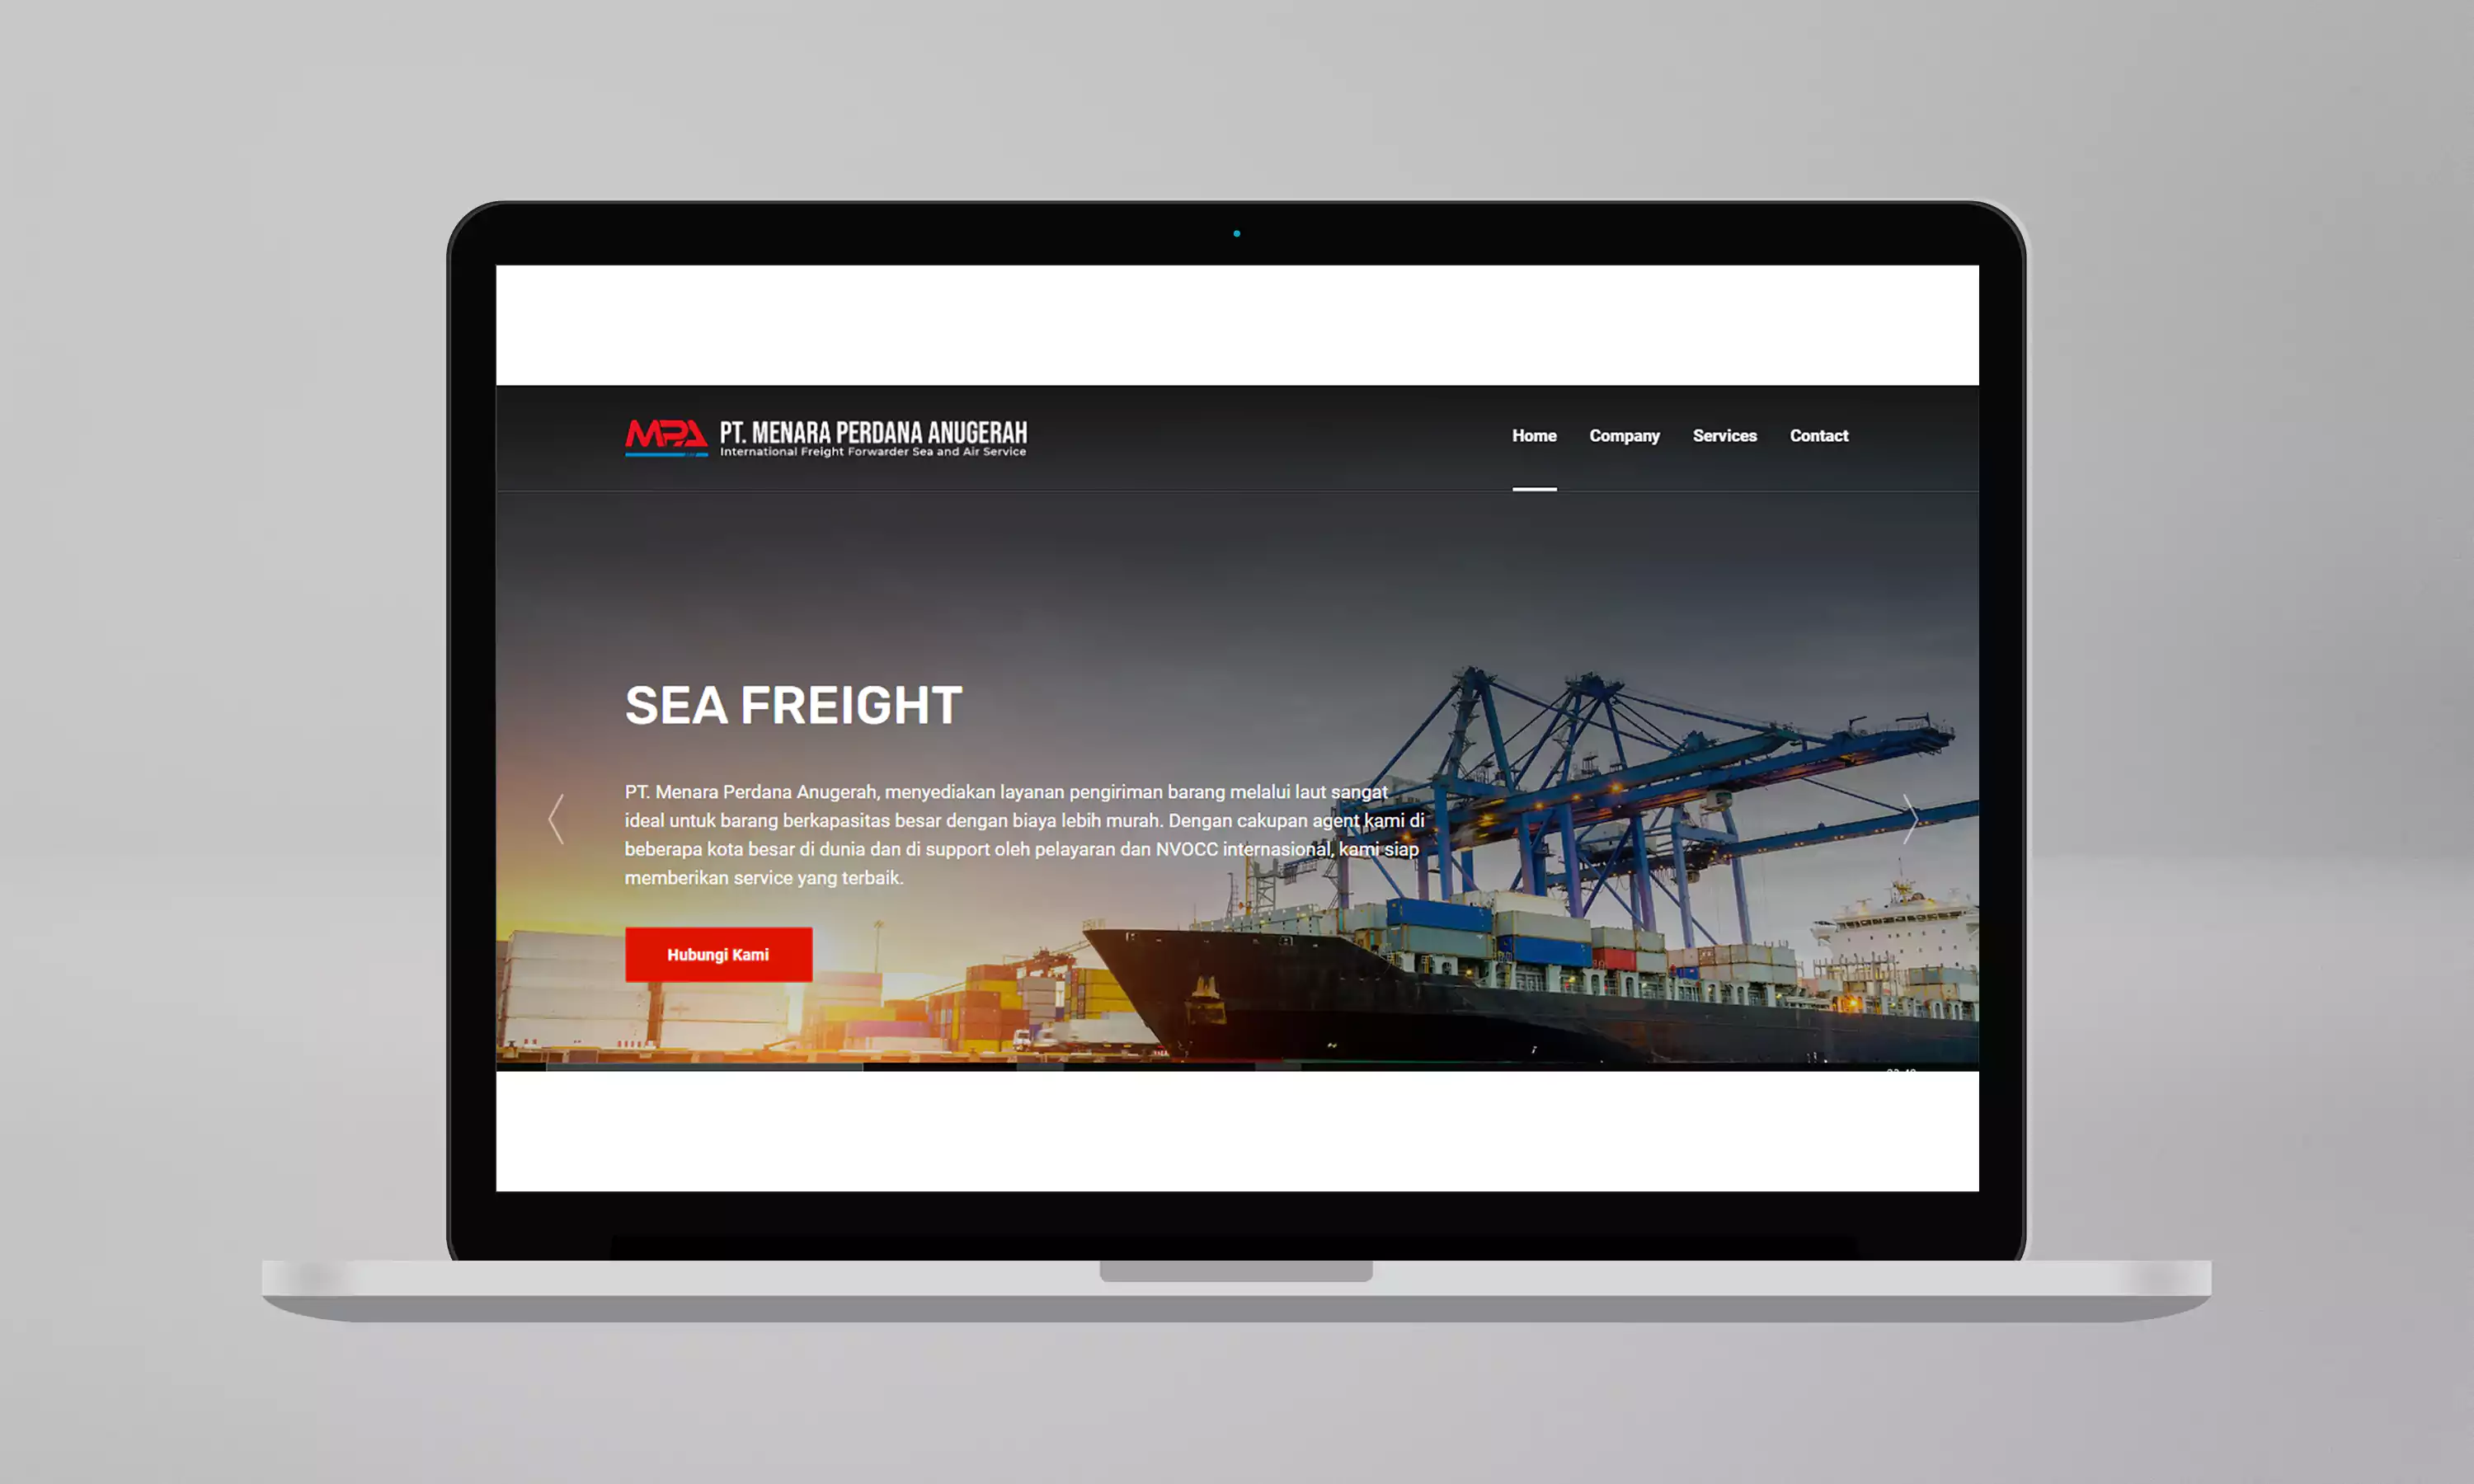 MPA PT. MENARA PERDANA ANUGERAH
International Freight Forwarder Sea and Air Service
Home Company Services Contact
SEA FREIGHT
PT. Menara Perdana Anugerah, menyediakan layanan pengiriman barang melalui laut sangat
ideal untuk barang berkapasitas besar dengan biaya lebih murah. Dengan cakupan agent kami di
beberapa kota besar di dunia dan di support oleh pelayaran dan NVOCC internasional, kami siap
memberikan service yang terbaik.
Hubungi Kami